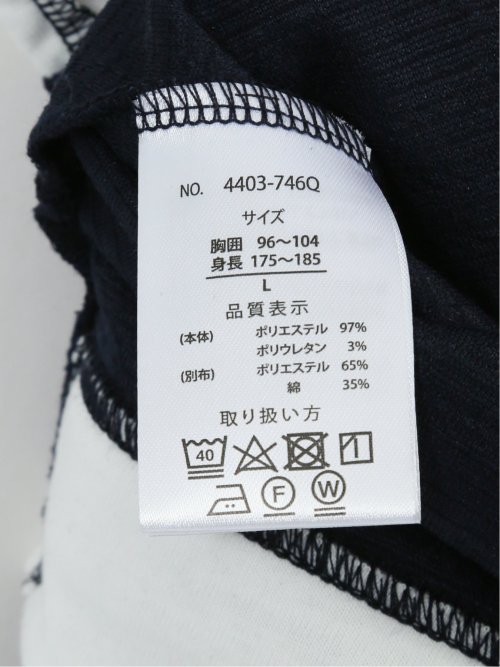 NO. 4403-746Q
サイズ
胸囲 96～104
身長 175～185
L
品質表示
(本体) ポリエステル 97%
ポリウレタン 3%
(別布) ポリエステル 65%
綿 35%
取り扱い方
40
F W